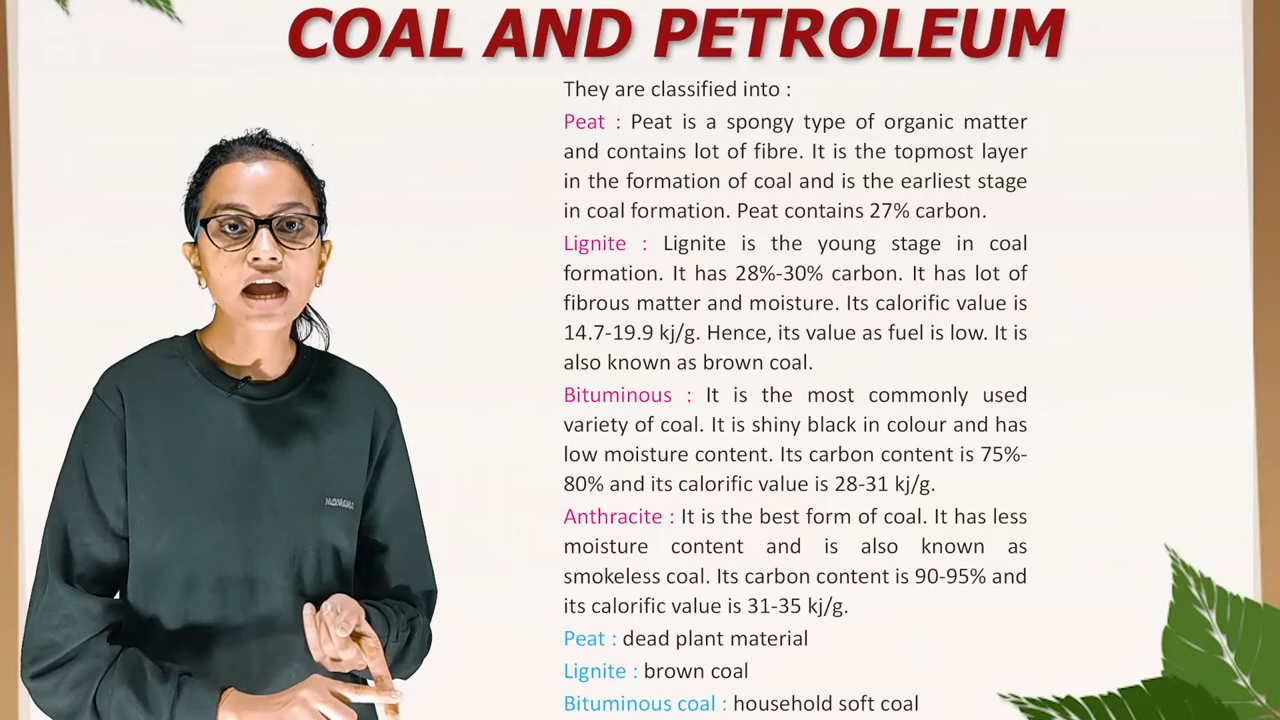 COAL AND PETROLEUM
They are classified into :
Peat : Peat is a spongy type of organic matter
and contains lot of fibre. It is the topmost layer
in the formation of coal and is the earliest stage
in coal formation. Peat contains 27% carbon.
Lignite : Lignite is the young stage in coal
formation. It has 28%-30% carbon. It has lot of
fibrous matter and moisture. Its calorific value is
14.7-19.9 kj/g. Hence, its value as fuel is low. It is
also known as brown coal.
Bituminous : It is the most commonly used
variety of coal. It is shiny black in colour and has
low moisture content. Its carbon content is 75%-
80% and its calorific value is 28-31 kj/g.
Anthracite : It is the best form of coal. It has less
moisture content and is also known as
smokeless coal. Its carbon content is 90-95% and
its calorific value is 31-35 kj/g.
Peat : dead plant material
Lignite : brown coal
Bituminous coal : household soft coal